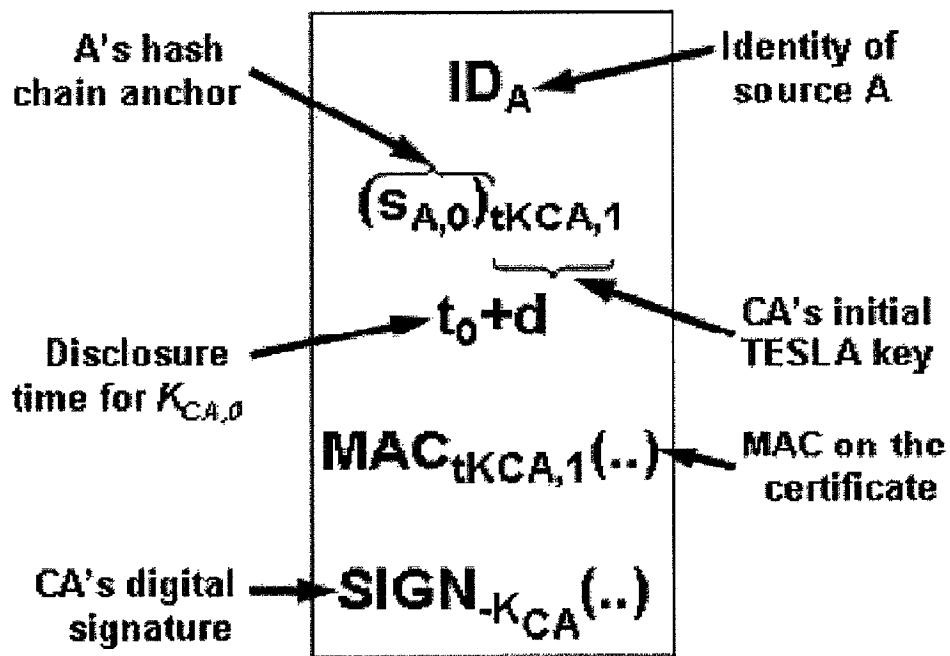 A's hash
chain anchor
ID_A
Identity of
source A
(s_A,0)_tKCA,1
t_0+d
CA's initial
TESLA key
Disclosure
time for K_CA,0
MAC_tKCA,1(..)
MAC on the
certificate
CA's digital
signature
SIGN_-K_CA(..)